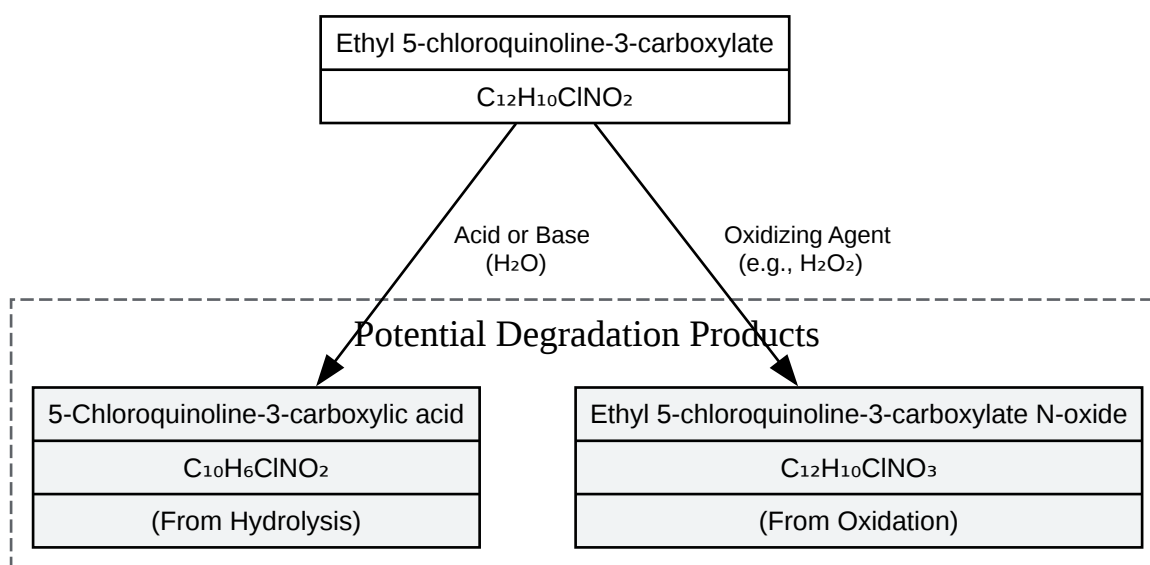 Ethyl 5-chloroquinoline-3-carboxylate
C₁₂H₁₀ClNO₂
Acid or Base
(H₂O)
Oxidizing Agent
(e.g., H₂O₂)
Potential Degradation Products
5-Chloroquinoline-3-carboxylic acid
C₁₀H₆ClNO₂
(From Hydrolysis)
Ethyl 5-chloroquinoline-3-carboxylate N-oxide
C₁₂H₁₀ClNO₃
(From Oxidation)